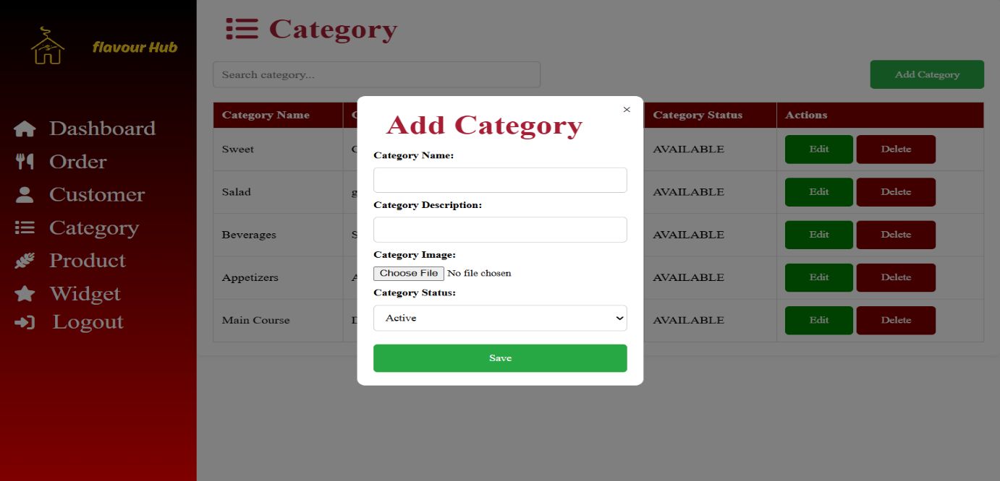 flavour Hub
Dashboard
Order
Customer
Category
Product
Widget
Logout
Category
Search category...
Add Category
Category Name Category Status Actions
Sweet AVAILABLE Edit Delete
Salad AVAILABLE Edit Delete
Beverages AVAILABLE Edit Delete
Appetizers AVAILABLE Edit Delete
Main Course AVAILABLE Edit Delete
×
Add Category
Category Name:
Category Description:
Category Image:
Choose File No file chosen
Category Status:
Active
Save